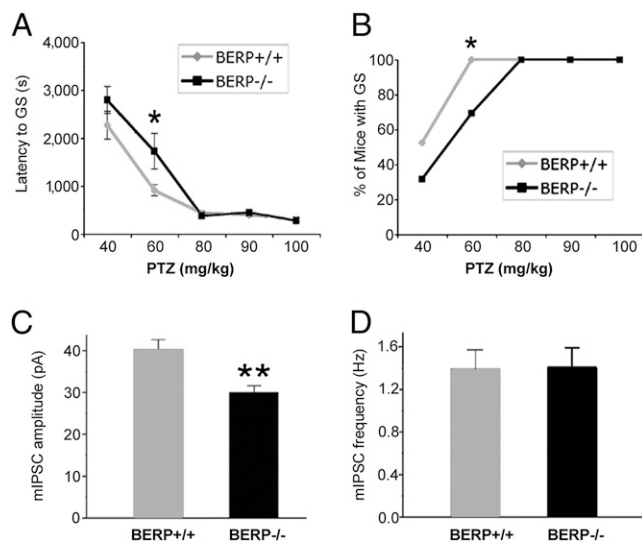 A
Latency to GS (s)
4,000
3,000
2,000
1,000
0
BERP+/+
BERP-/-
*
40 60 80 90 100
PTZ (mg/kg)
B
% of Mice with GS
100
80
60
40
20
0
*
BERP+/+
BERP-/-
40 60 80 90 100
PTZ (mg/kg)
C
mIPSC amplitude (pA)
40
30
20
10
0
**
BERP+/+ BERP-/-
D
mIPSC frequency (Hz)
1.6
1.2
0.8
0.4
0.0
BERP+/+ BERP-/-